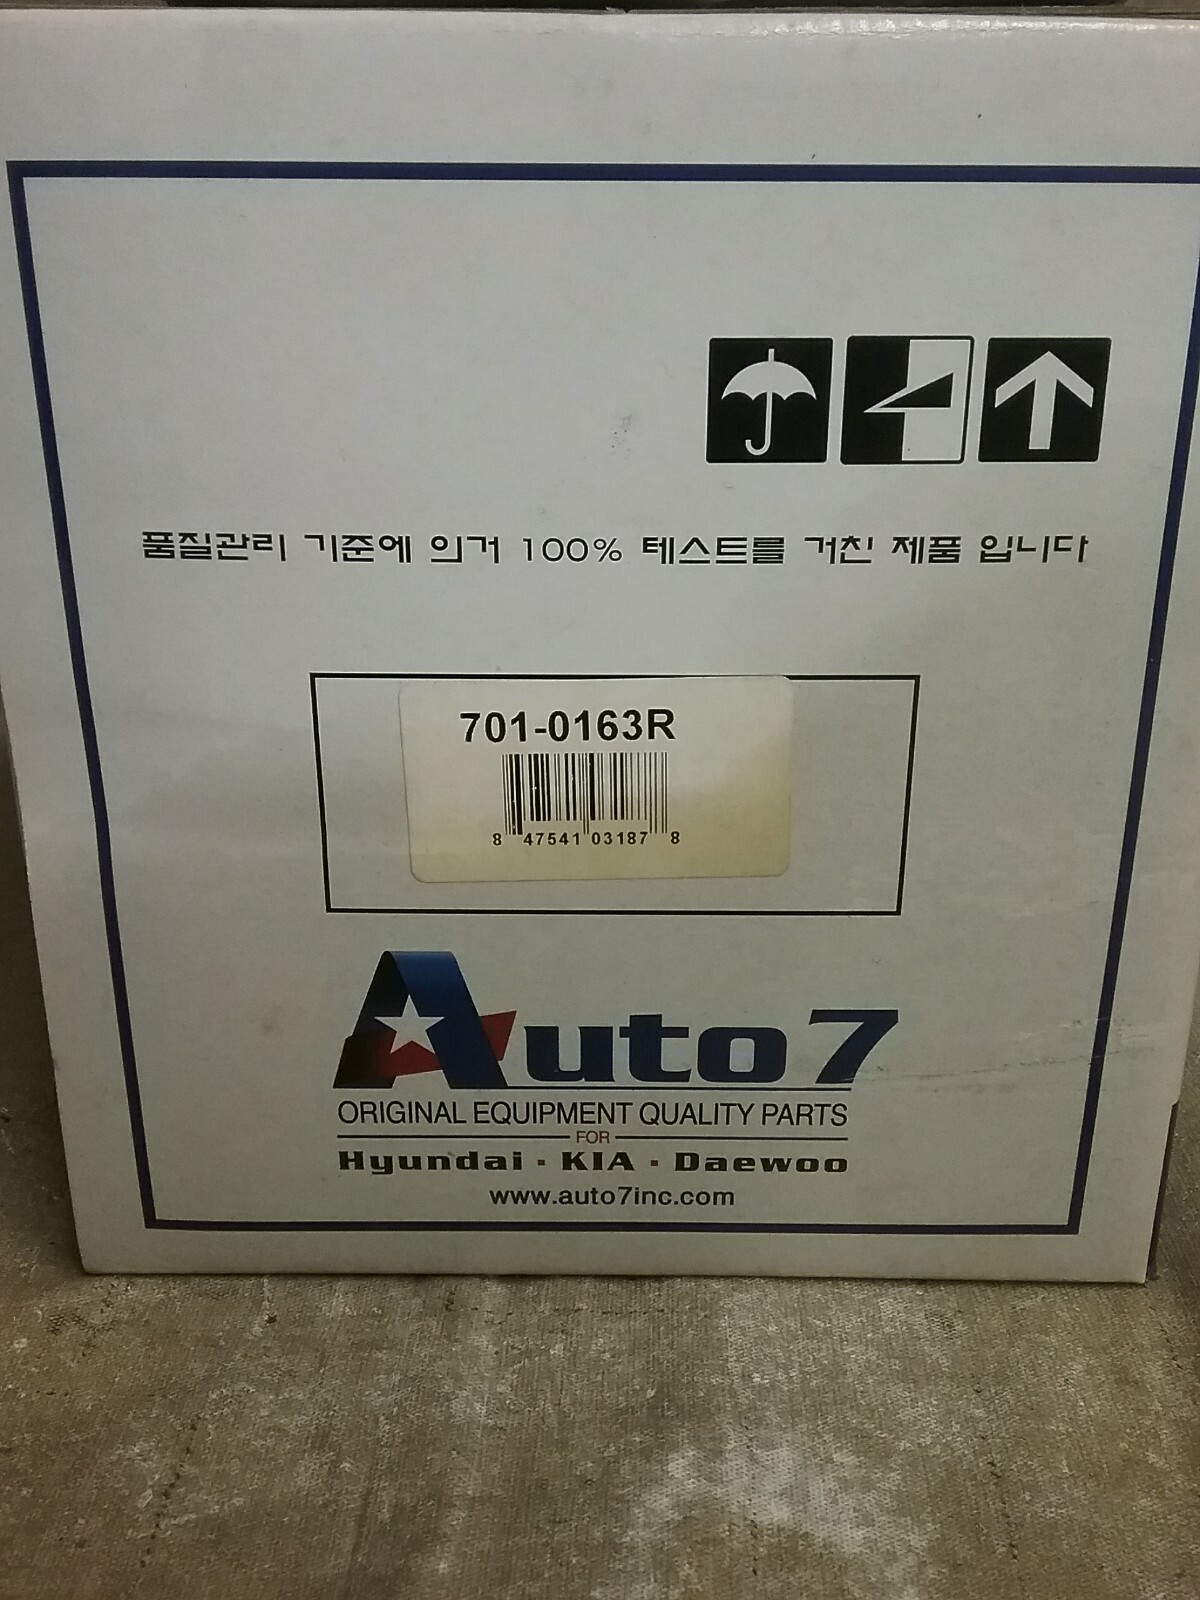 품질관리 기준에 의거 100% 테스트를 거친 제품 입니다
701-0163R
8 47541 03187 8
Auto 7
ORIGINAL EQUIPMENT QUALITY PARTS
FOR
Hyundai · KIA · Daewoo
www.auto7inc.com